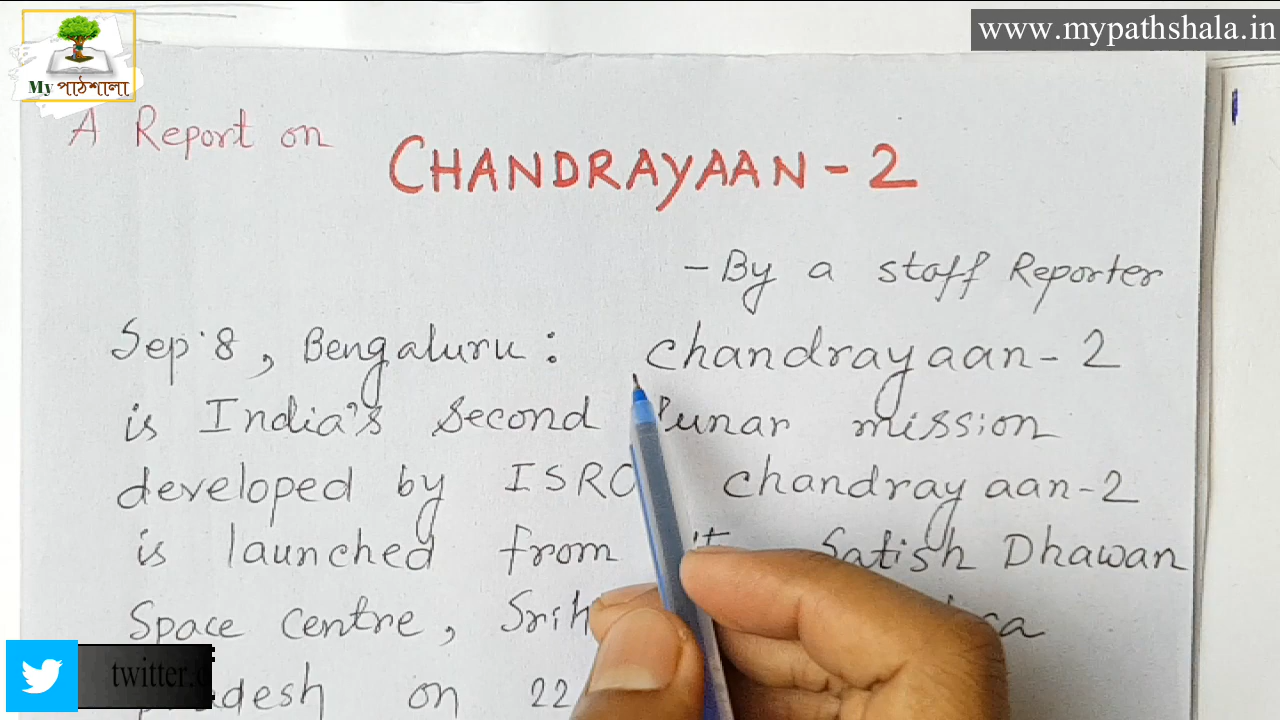 www.mypathshala.in
My পাঠশালা
A Report on
CHANDRAYAAN-2
- By a staff Reporter
Sep'8, Bengaluru: Chandrayaan-2
is India's second lunar mission
developed by ISRO Chandrayaan-2
is launched from Satish Dhawan
Space centre,
on 22
twitter.c